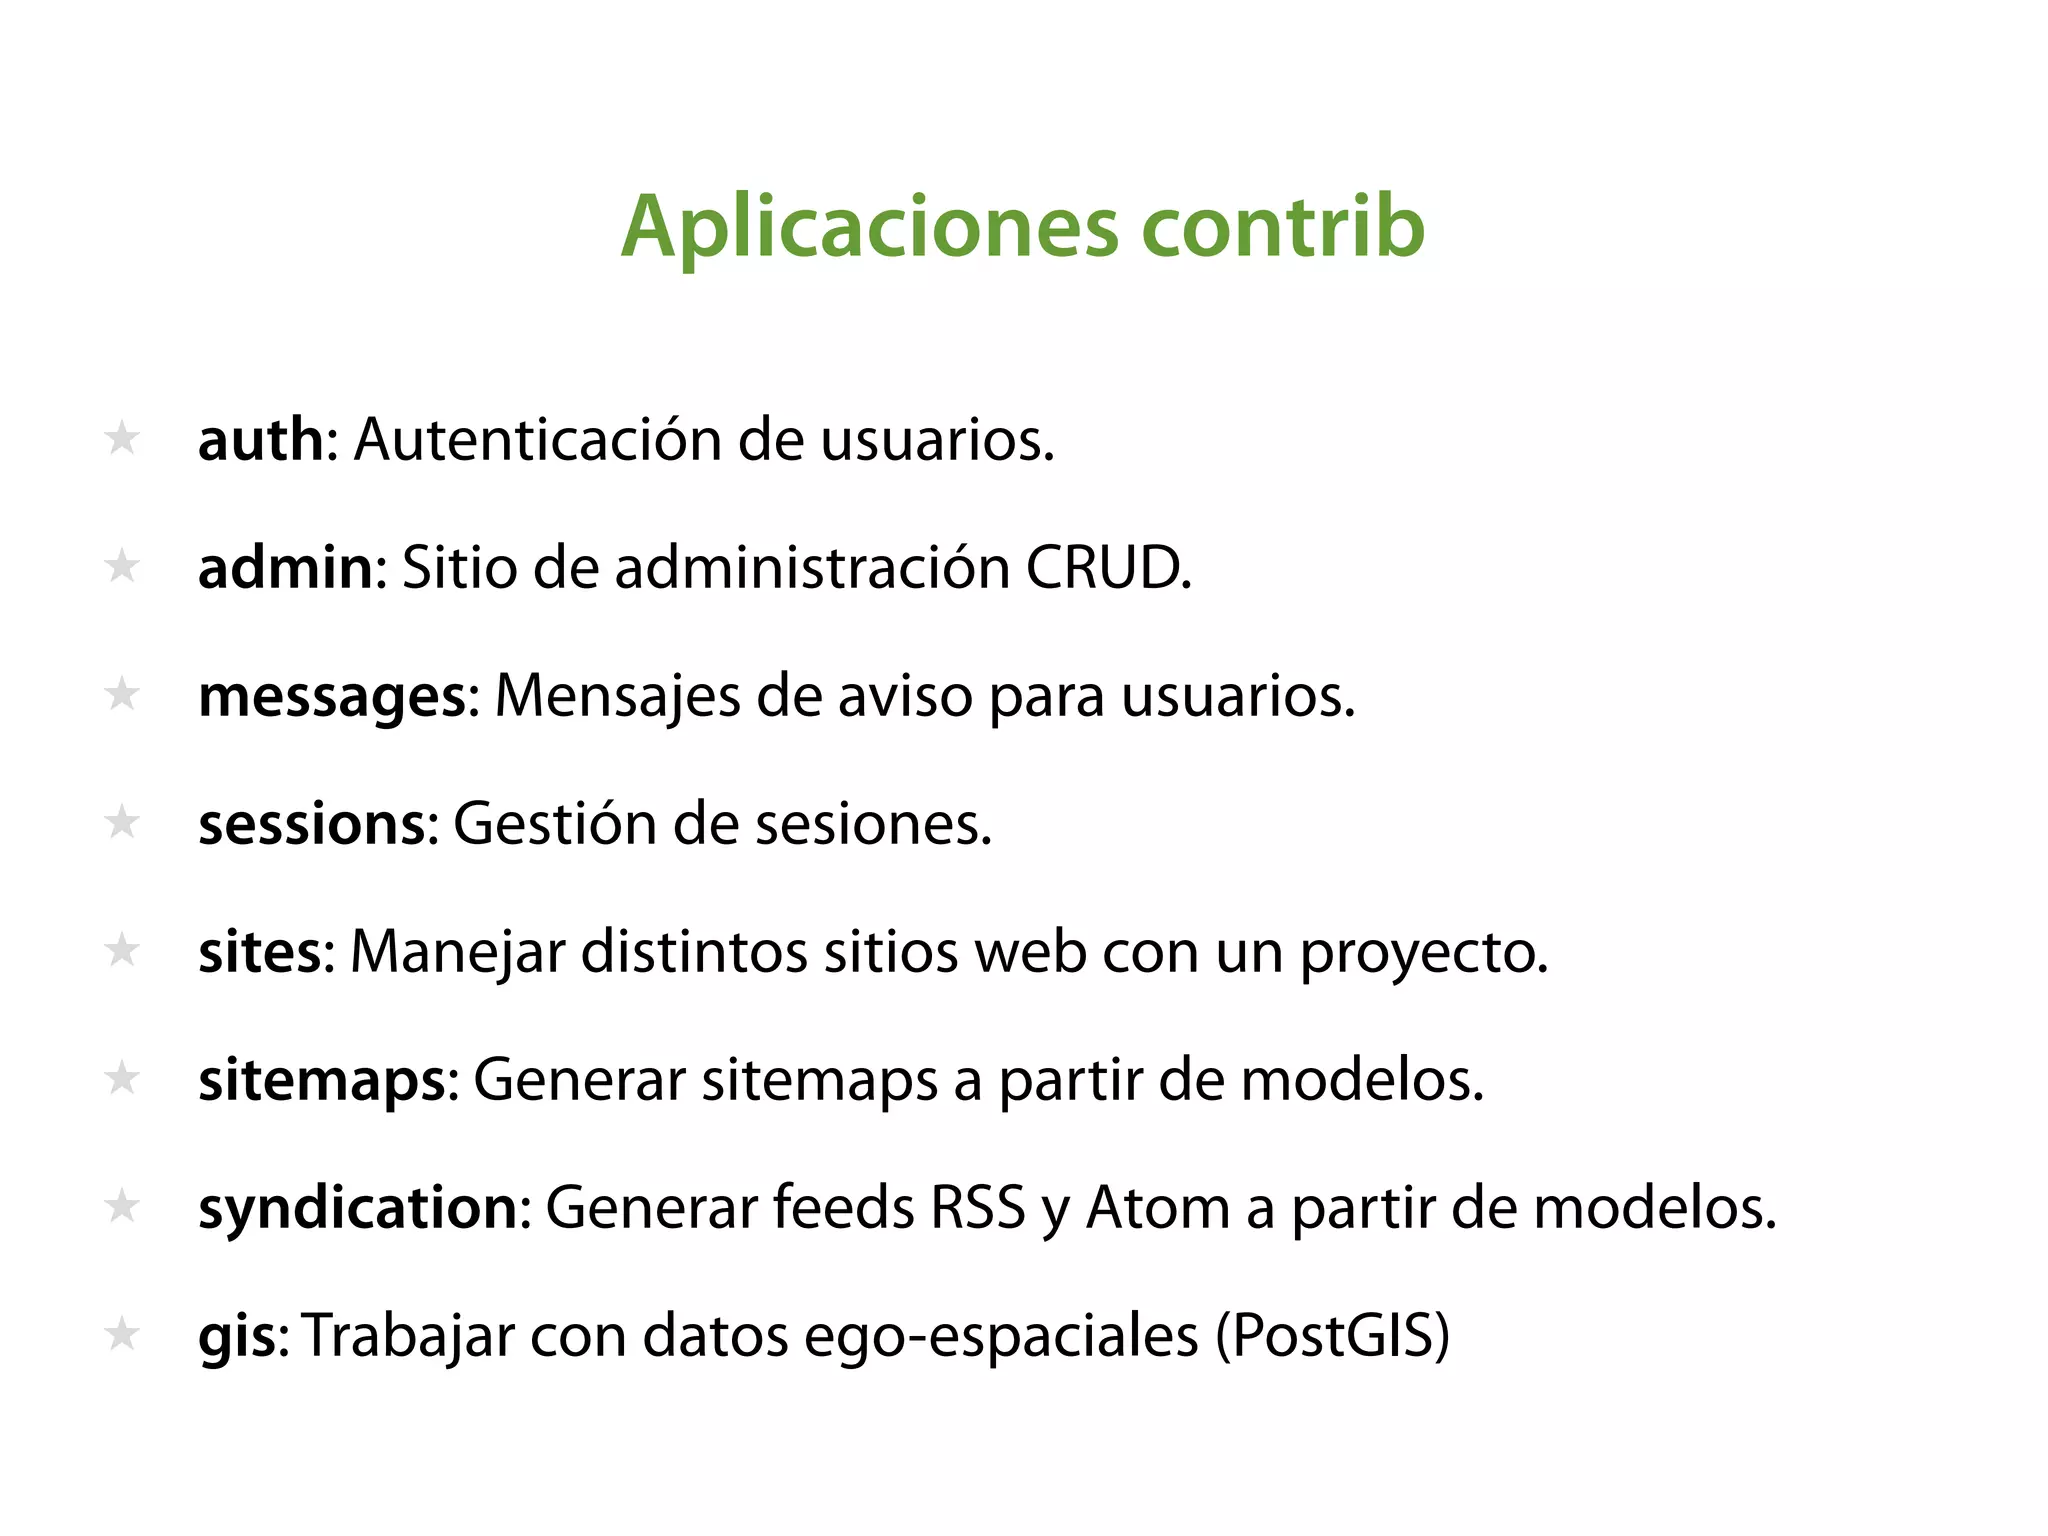 Aplicaciones contrib
★ auth: Autenticación de usuarios.
★ admin: Sitio de administración CRUD.
★ messages: Mensajes de aviso para usuarios.
★ sessions: Gestión de sesiones.
★ sites: Manejar distintos sitios web con un proyecto.
★ sitemaps: Generar sitemaps a partir de modelos.
★ syndication: Generar feeds RSS y Atom a partir de modelos.
★ gis: Trabajar con datos ego-espaciales (PostGIS)